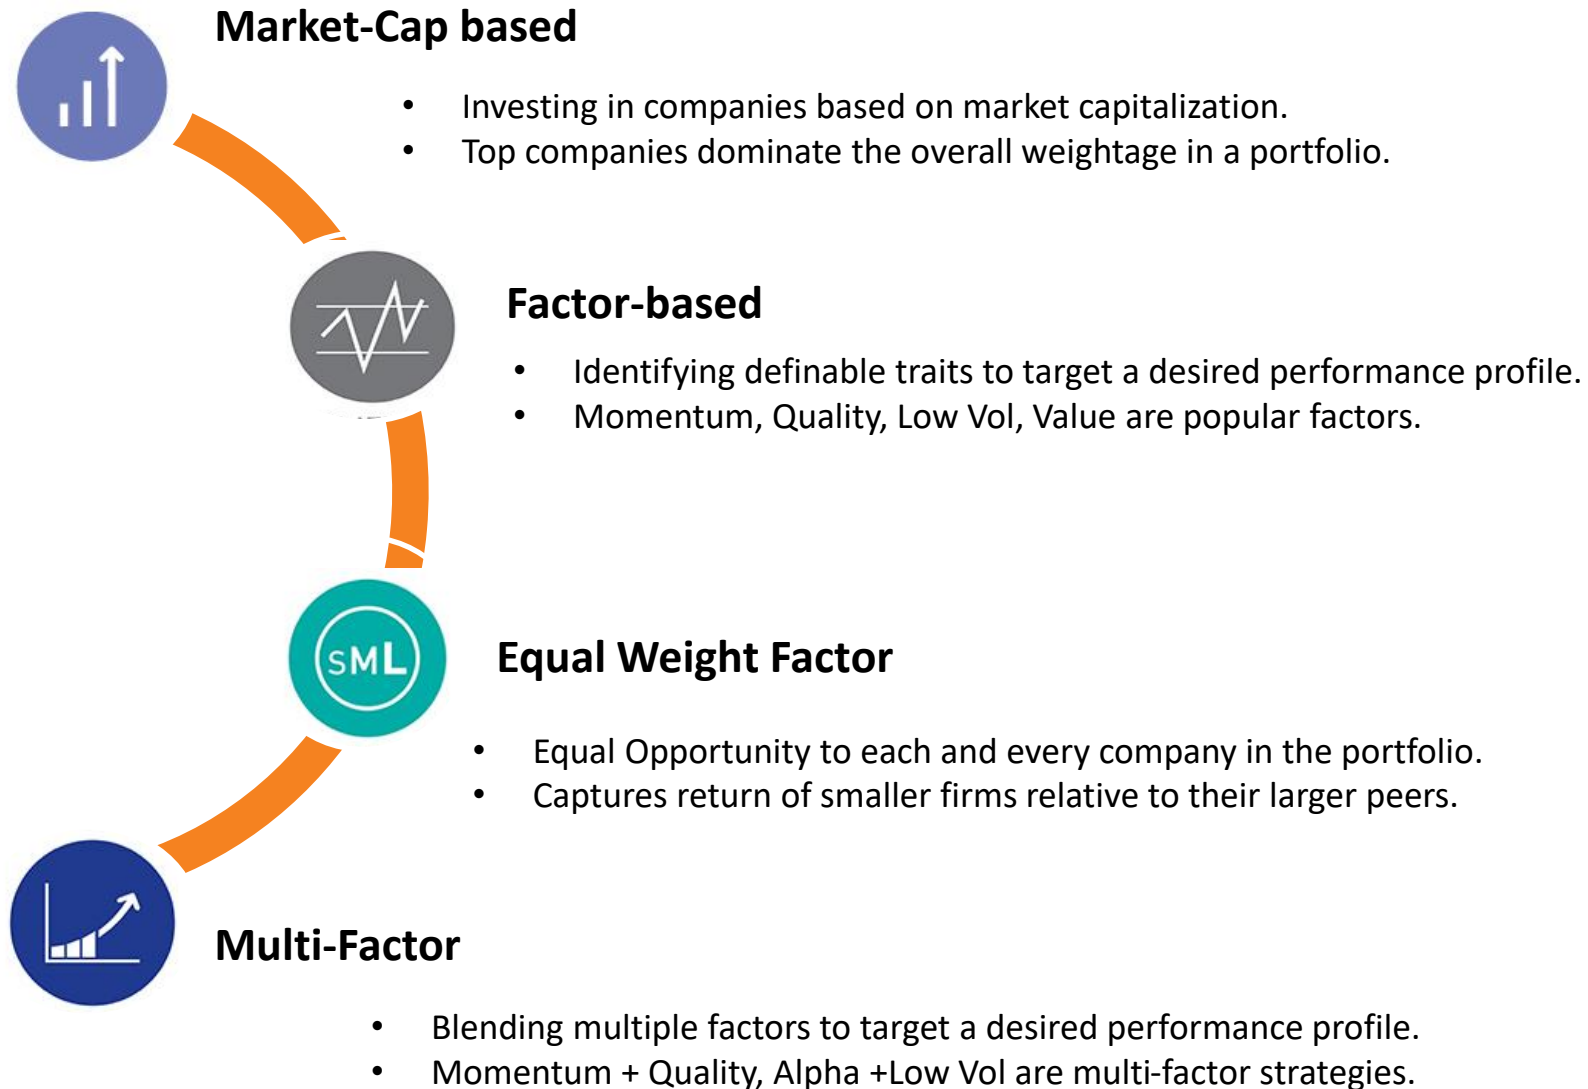 Market-Cap based
• Investing in companies based on market capitalization.
• Top companies dominate the overall weightage in a portfolio.
Factor-based
• Identifying definable traits to target a desired performance profile.
• Momentum, Quality, Low Vol, Value are popular factors.
SML
Equal Weight Factor
• Equal Opportunity to each and every company in the portfolio.
• Captures return of smaller firms relative to their larger peers.
Multi-Factor
• Blending multiple factors to target a desired performance profile.
• Momentum + Quality, Alpha +Low Vol are multi-factor strategies.